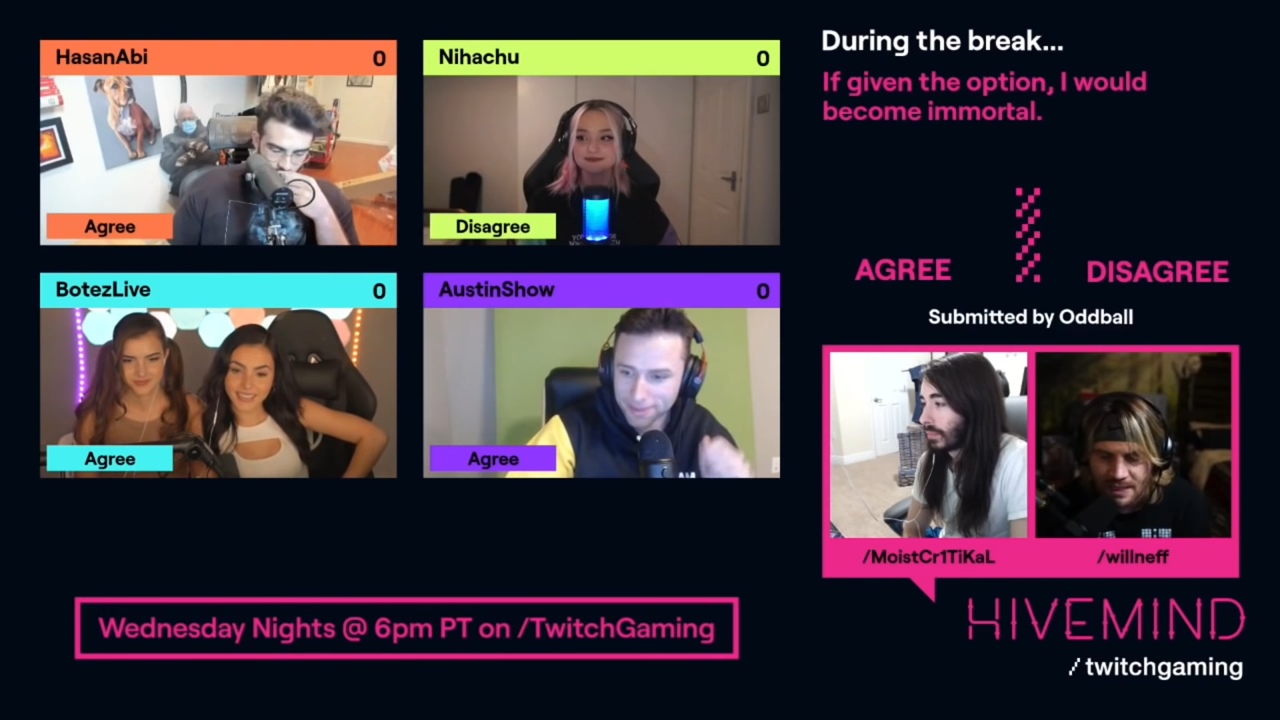 HasanAbi 0
Agree
Nihachu 0
Disagree
BotezLive 0
Agree
AustinShow 0
Agree
During the break...
If given the option, I would
become immortal.
AGREE DISAGREE
Submitted by Oddball
/MoistCr1TiKaL /willneff
HIVEMIND
/twitchgaming
Wednesday Nights @ 6pm PT on /TwitchGaming